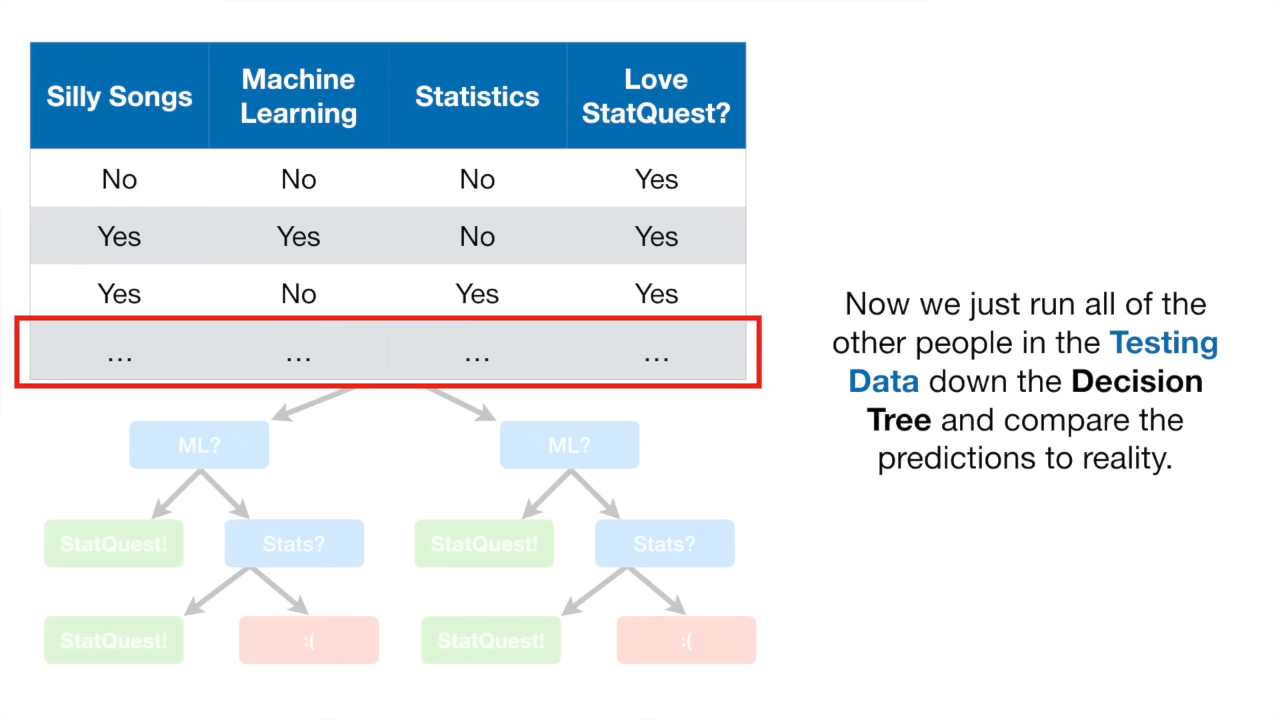 Silly Songs Machine Learning Statistics Love StatQuest?
No No No Yes
Yes Yes No Yes
Yes No Yes Yes
... ... ... ...
ML? ML?
StatQuest! Stats? StatQuest! Stats?
StatQuest! :( StatQuest! :(
Now we just run all of the
other people in the Testing
Data down the Decision
Tree and compare the
predictions to reality.